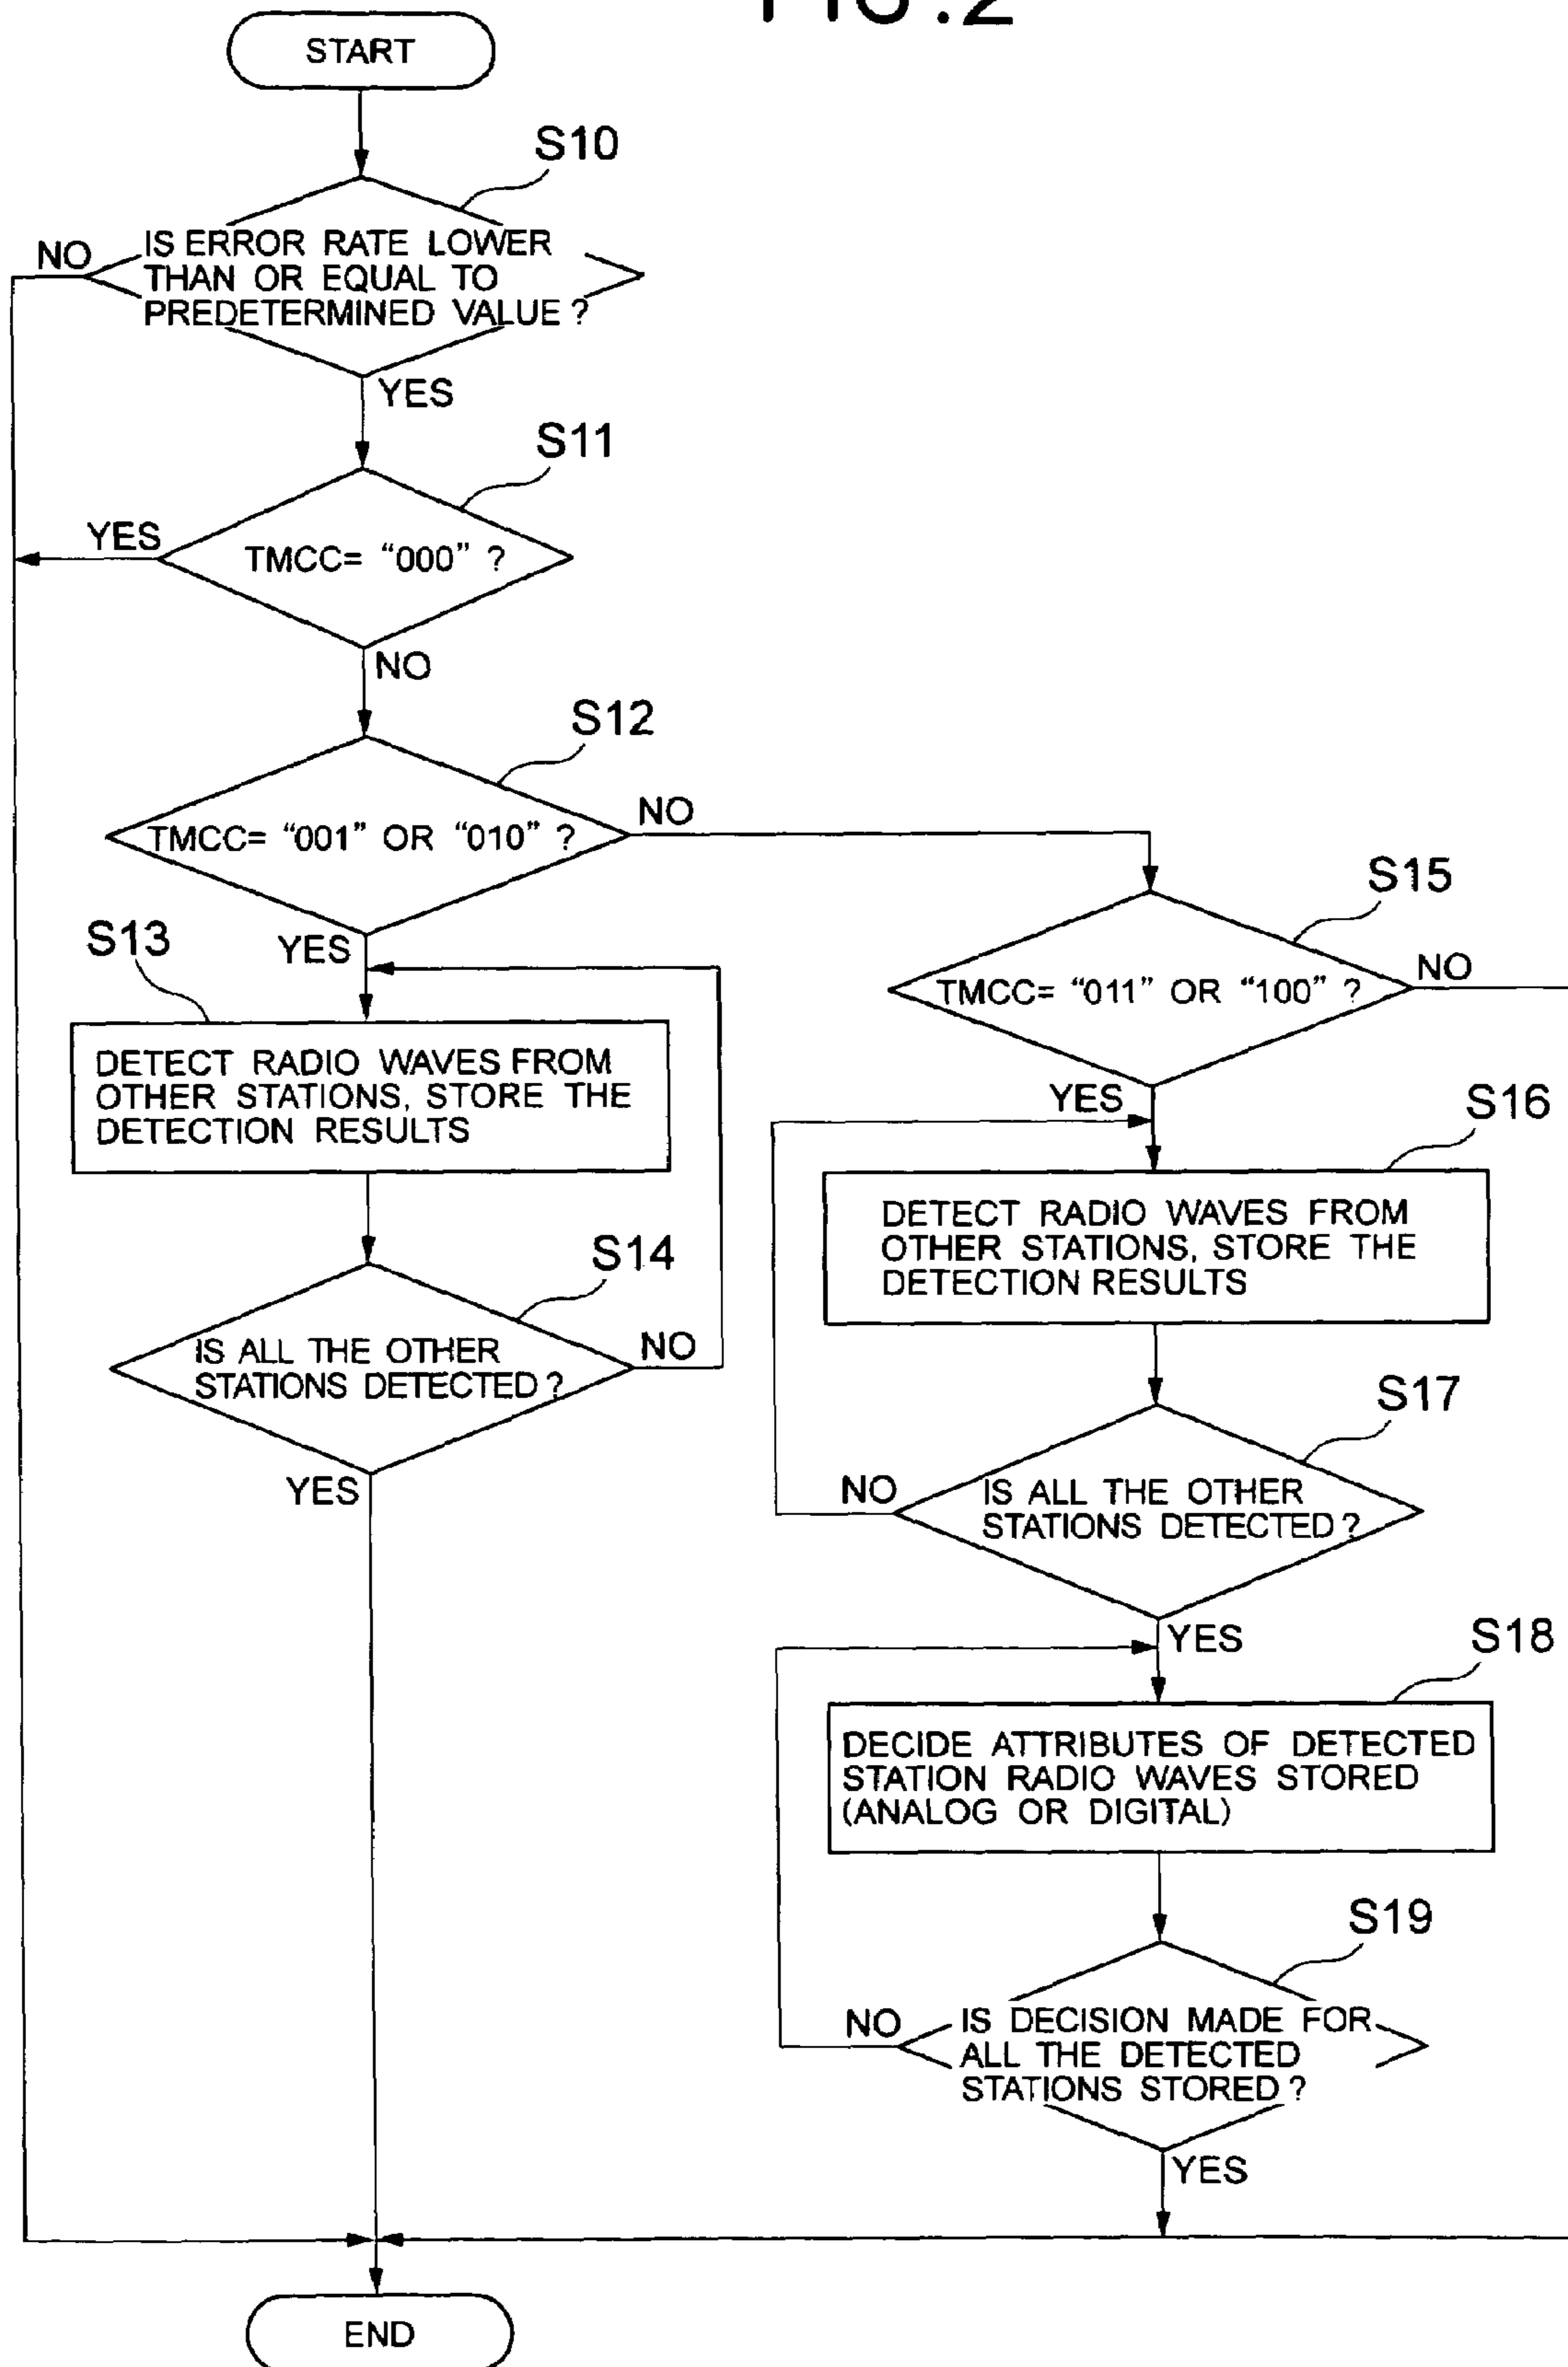 FIG.2
START
S10
NO
IS ERROR RATE LOWER
THAN OR EQUAL TO
PREDETERMINED VALUE ?
YES
S11
YES
TMCC= “000” ?
NO
S12
TMCC= “001” OR “010” ?
NO
S15
TMCC= “011” OR “100” ?
NO
YES
S13
YES
S16
DETECT RADIO WAVES FROM
OTHER STATIONS, STORE THE
DETECTION RESULTS
DETECT RADIO WAVES FROM
OTHER STATIONS, STORE THE
DETECTION RESULTS
S14
IS ALL THE OTHER
STATIONS DETECTED ?
NO
YES
S17
NO
IS ALL THE OTHER
STATIONS DETECTED ?
YES
S18
DECIDE ATTRIBUTES OF DETECTED
STATION RADIO WAVES STORED
(ANALOG OR DIGITAL)
S19
NO
IS DECISION MADE FOR
ALL THE DETECTED
STATIONS STORED ?
YES
END